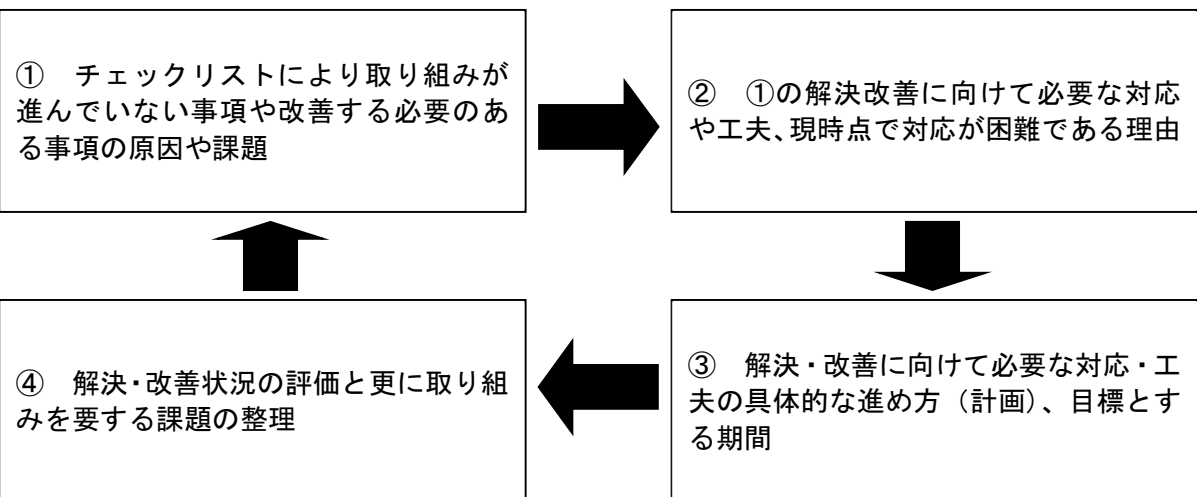 ① チェックリストにより取り組みが
進んでいない事項や改善する必要のあ
る事項の原因や課題
② ①の解決改善に向けて必要な対応
や工夫、現時点で対応が困難である理由
③ 解決・改善に向けて必要な対応・工
夫の具体的な進め方（計画）、目標とす
る期間
④ 解決・改善状況の評価と更に取り組
みを要する課題の整理